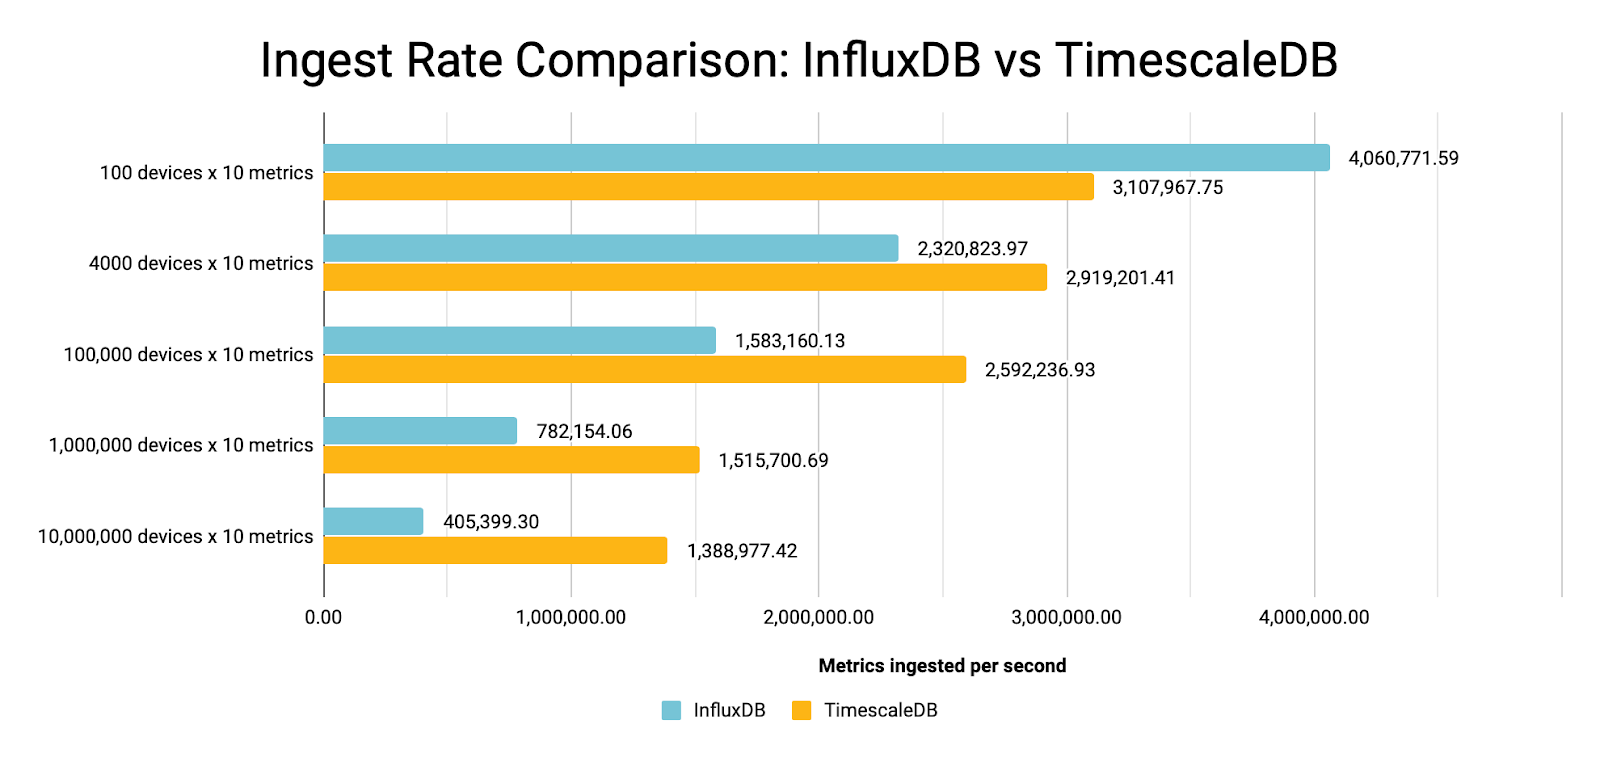 Ingest Rate Comparison: InfluxDB vs TimescaleDB
100 devices x 10 metrics
4,060,771.59
3,107,967.75
4000 devices x 10 metrics
2,320,823.97
2,919,201.41
100,000 devices x 10 metrics
1,583,160.13
2,592,236.93
1,000,000 devices x 10 metrics
782,154.06
1,515,700.69
10,000,000 devices x 10 metrics
405,399.30
1,388,977.42
0.00 1,000,000.00 2,000,000.00 3,000,000.00 4,000,000.00
Metrics ingested per second
InfluxDB TimescaleDB